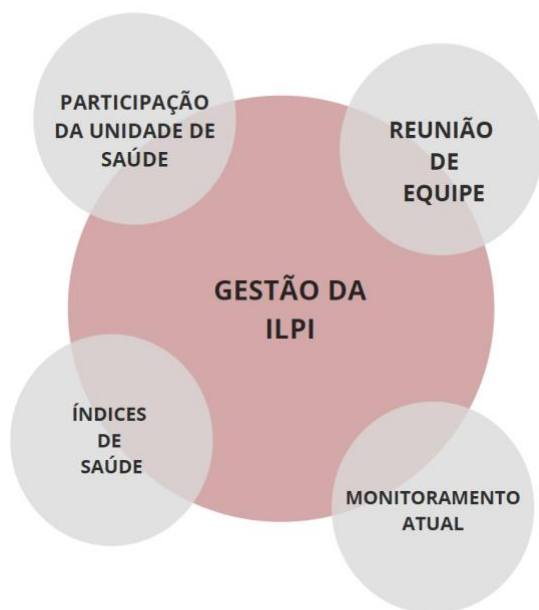 PARTICIPAÇÃO
DA UNIDADE DE
SAÚDE
REUNIÃO
DE
EQUIPE
GESTÃO DA
ILPI
ÍNDICES
DE
SAÚDE
MONITORAMENTO
ATUAL